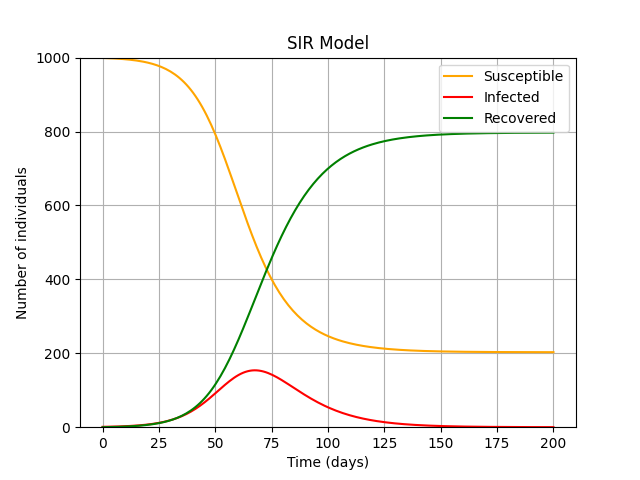 SIR Model
Susceptible
Infected
Recovered
Number of individuals
1000
800
600
400
200
0
0 25 50 75 100 125 150 175 200
Time (days)